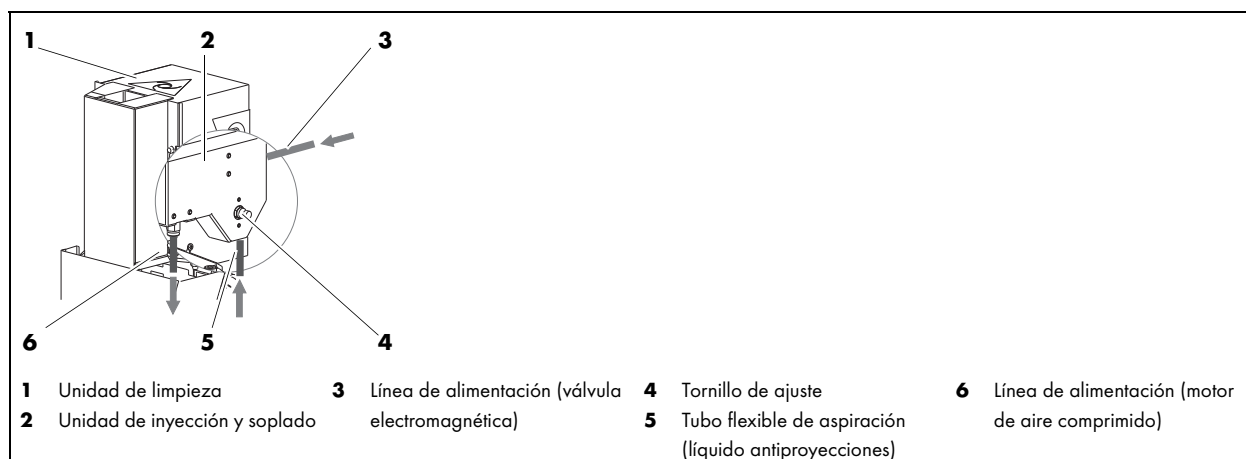 1 2 3
6 5 4
1 Unidad de limpieza
2 Unidad de inyección y soplado
3 Línea de alimentación (válvula
electromagnética)
4 Tornillo de ajuste
5 Tubo flexible de aspiración
(líquido antiproyecciones)
6 Línea de alimentación (motor
de aire comprimido)